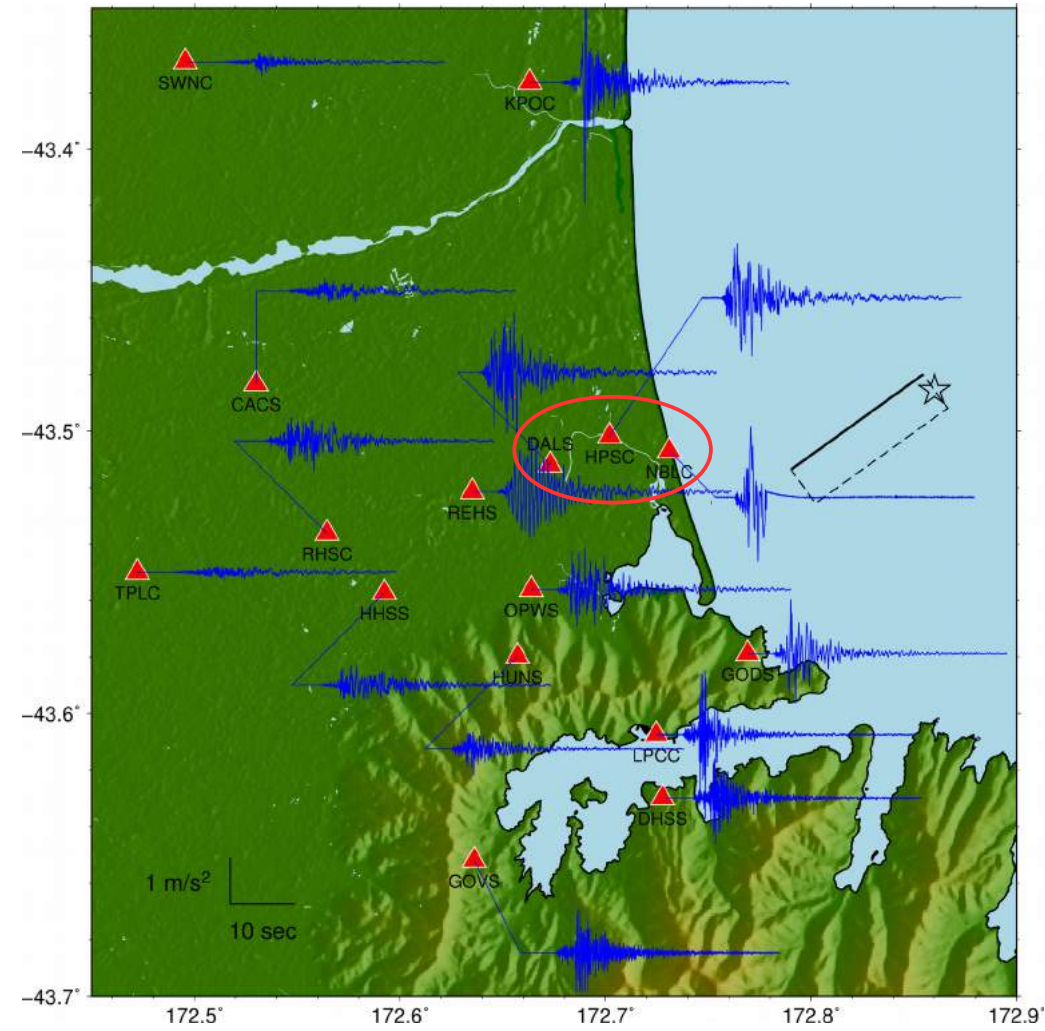 SWNC
KPOC
−43.4°
CACS
−43.5°
DALS
HPSC
NBLC
REHS
RHSC
TPLC
HHSS
OPWS
HUNS
GODS
−43.6°
LPCC
DHSS
GOVS
1 m/s²
10 sec
−43.7°
172.5° 172.6° 172.7° 172.8° 172.9°